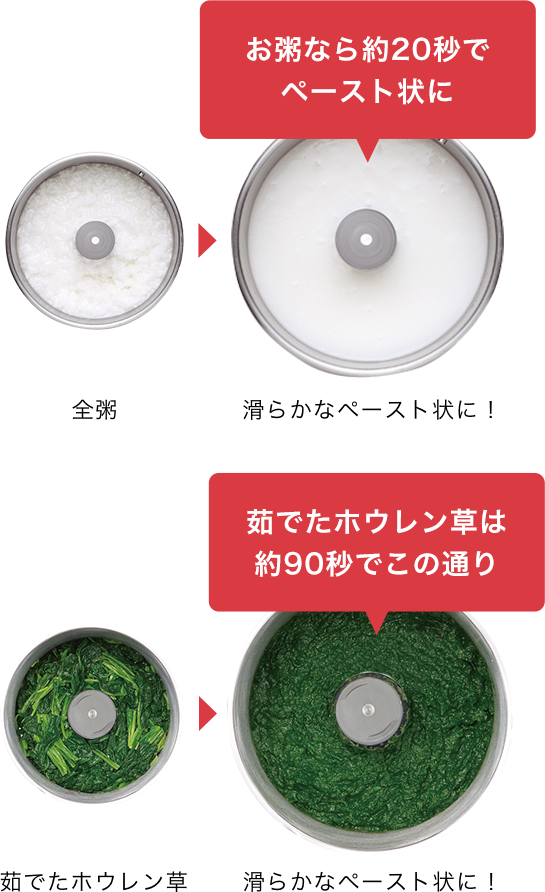 お粥なら約20秒で
ペースト状に
全粥
滑らかなペースト状に！
茹でたホウレン草は
約90秒でこの通り
茹でたホウレン草
滑らかなペースト状に！